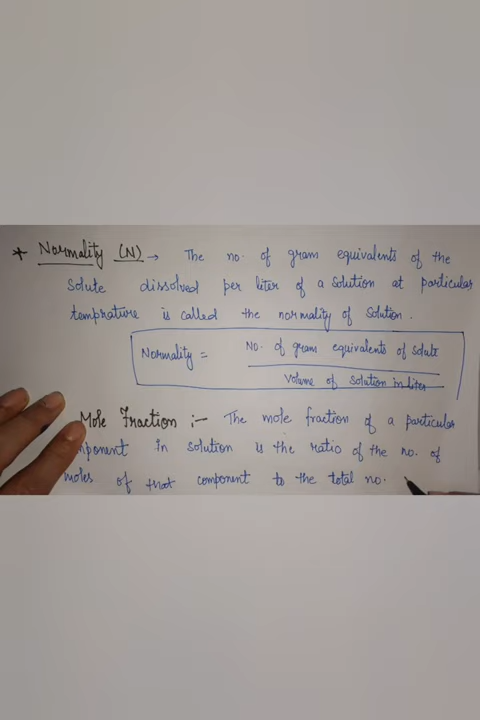 * Normality (N) → The no. of gram equivalents of the
Solute dissolved per liter of a Solution at particular
temprature is called the normality of Solution.
Normality = No. of gram equivalents of solute
Volume of solution in liter
Mole Fraction :- The mole fraction of a particular
mponent in solution is the ratio of the no. of
moles of that component to the total no.